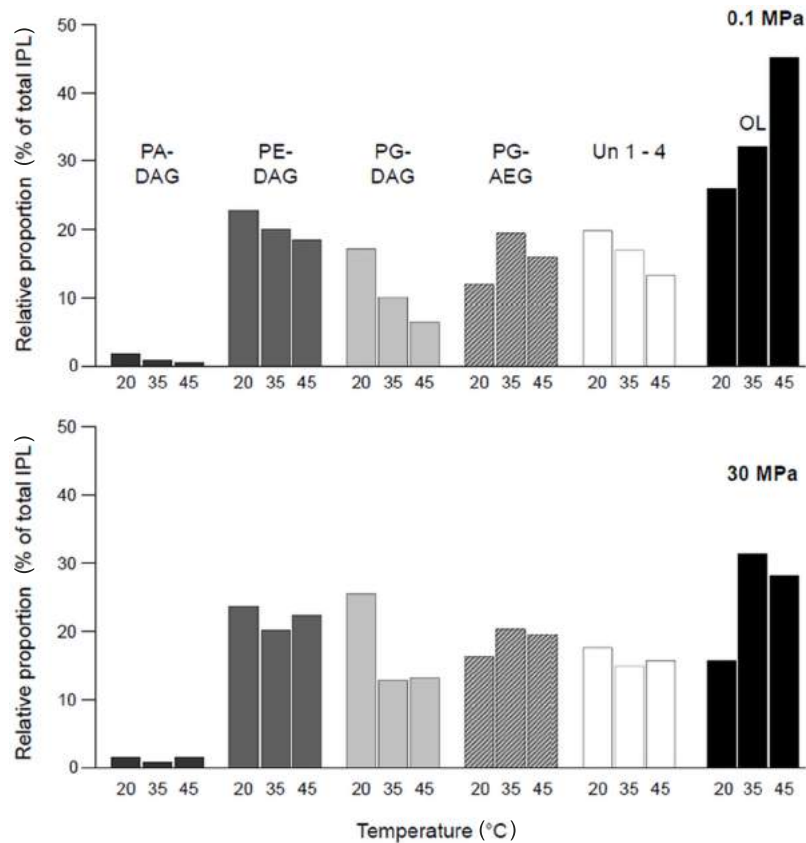 0.1 MPa
Relative proportion (% of total IPL)
50
40
30
20
10
0
PA-
DAG
PE-
DAG
PG-
DAG
PG-
AEG
Un 1 - 4
OL
20 35 45 20 35 45 20 35 45 20 35 45 20 35 45 20 35 45
30 MPa
Relative proportion (% of total IPL)
50
40
30
20
10
0
20 35 45 20 35 45 20 35 45 20 35 45 20 35 45 20 35 45
Temperature (°C)